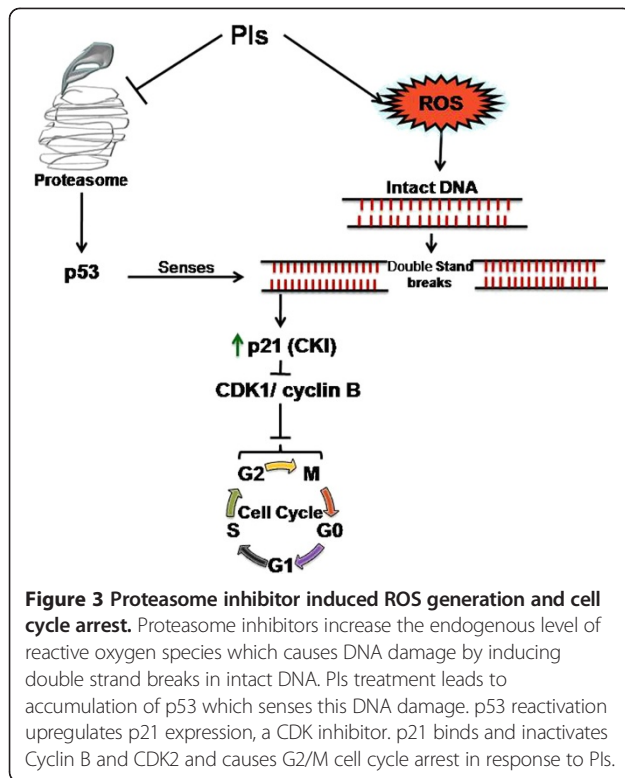 PIs
ROS
Proteasome
Intact DNA
p53
Senses
Double Stand
breaks
↑ p21 (CKI)
CDK1/ cyclin B
G2
M
S
Cell Cycle
G0
G1
Figure 3 Proteasome inhibitor induced ROS generation and cell
cycle arrest. Proteasome inhibitors increase the endogenous level of
reactive oxygen species which causes DNA damage by inducing
double strand breaks in intact DNA. PIs treatment leads to
accumulation of p53 which senses this DNA damage. p53 reactivation
upregulates p21 expression, a CDK inhibitor. p21 binds and inactivates
Cyclin B and CDK2 and causes G2/M cell cycle arrest in response to PIs.